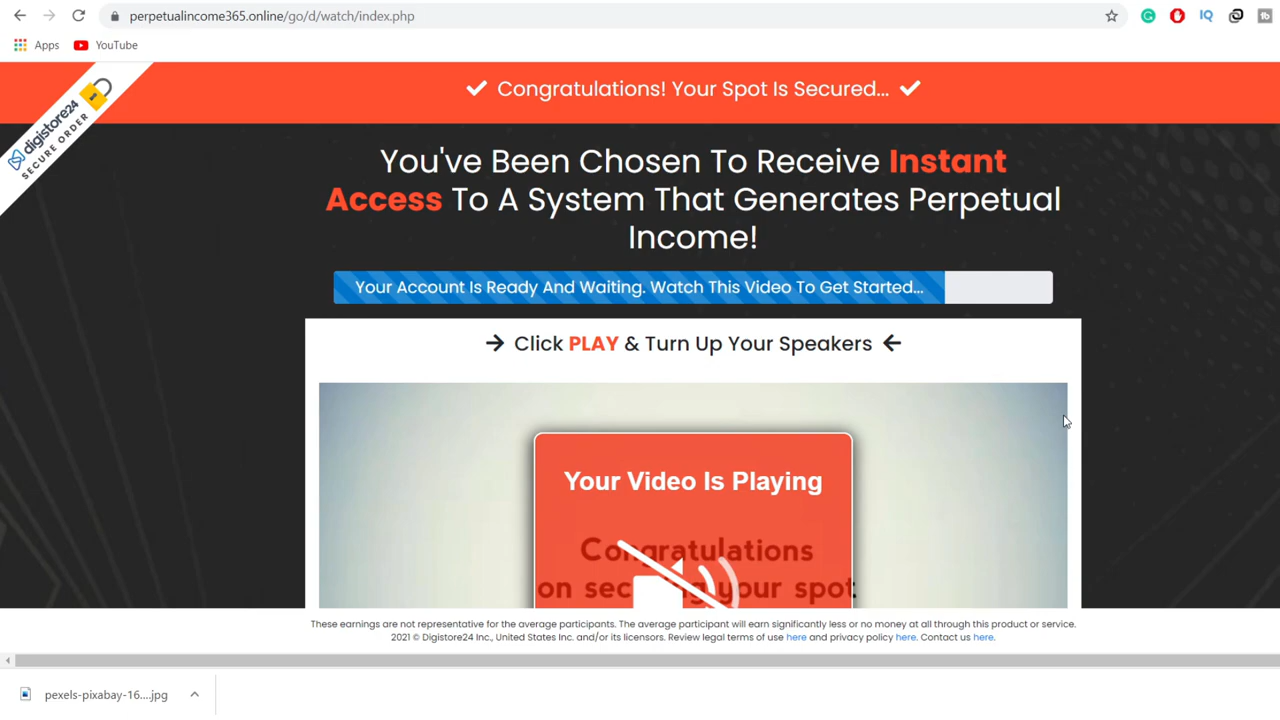 perpetualincome365.online/go/d/watch/index.php
Apps YouTube
digistore24
SECURE ORDER
Congratulations! Your Spot Is Secured...
You've Been Chosen To Receive Instant
Access To A System That Generates Perpetual
Income!
Your Account Is Ready And Waiting. Watch This Video To Get Started...
Click PLAY & Turn Up Your Speakers
Your Video Is Playing
Congratulations
on securing your spot
These earnings are not representative for the average participants. The average participant will earn significantly less or no money at all through this product or service.
2021 © Digistore24 Inc., United States Inc. and/or its licensors. Review legal terms of use here and privacy policy here. Contact us here.
pexels-pixabay-16....jpg